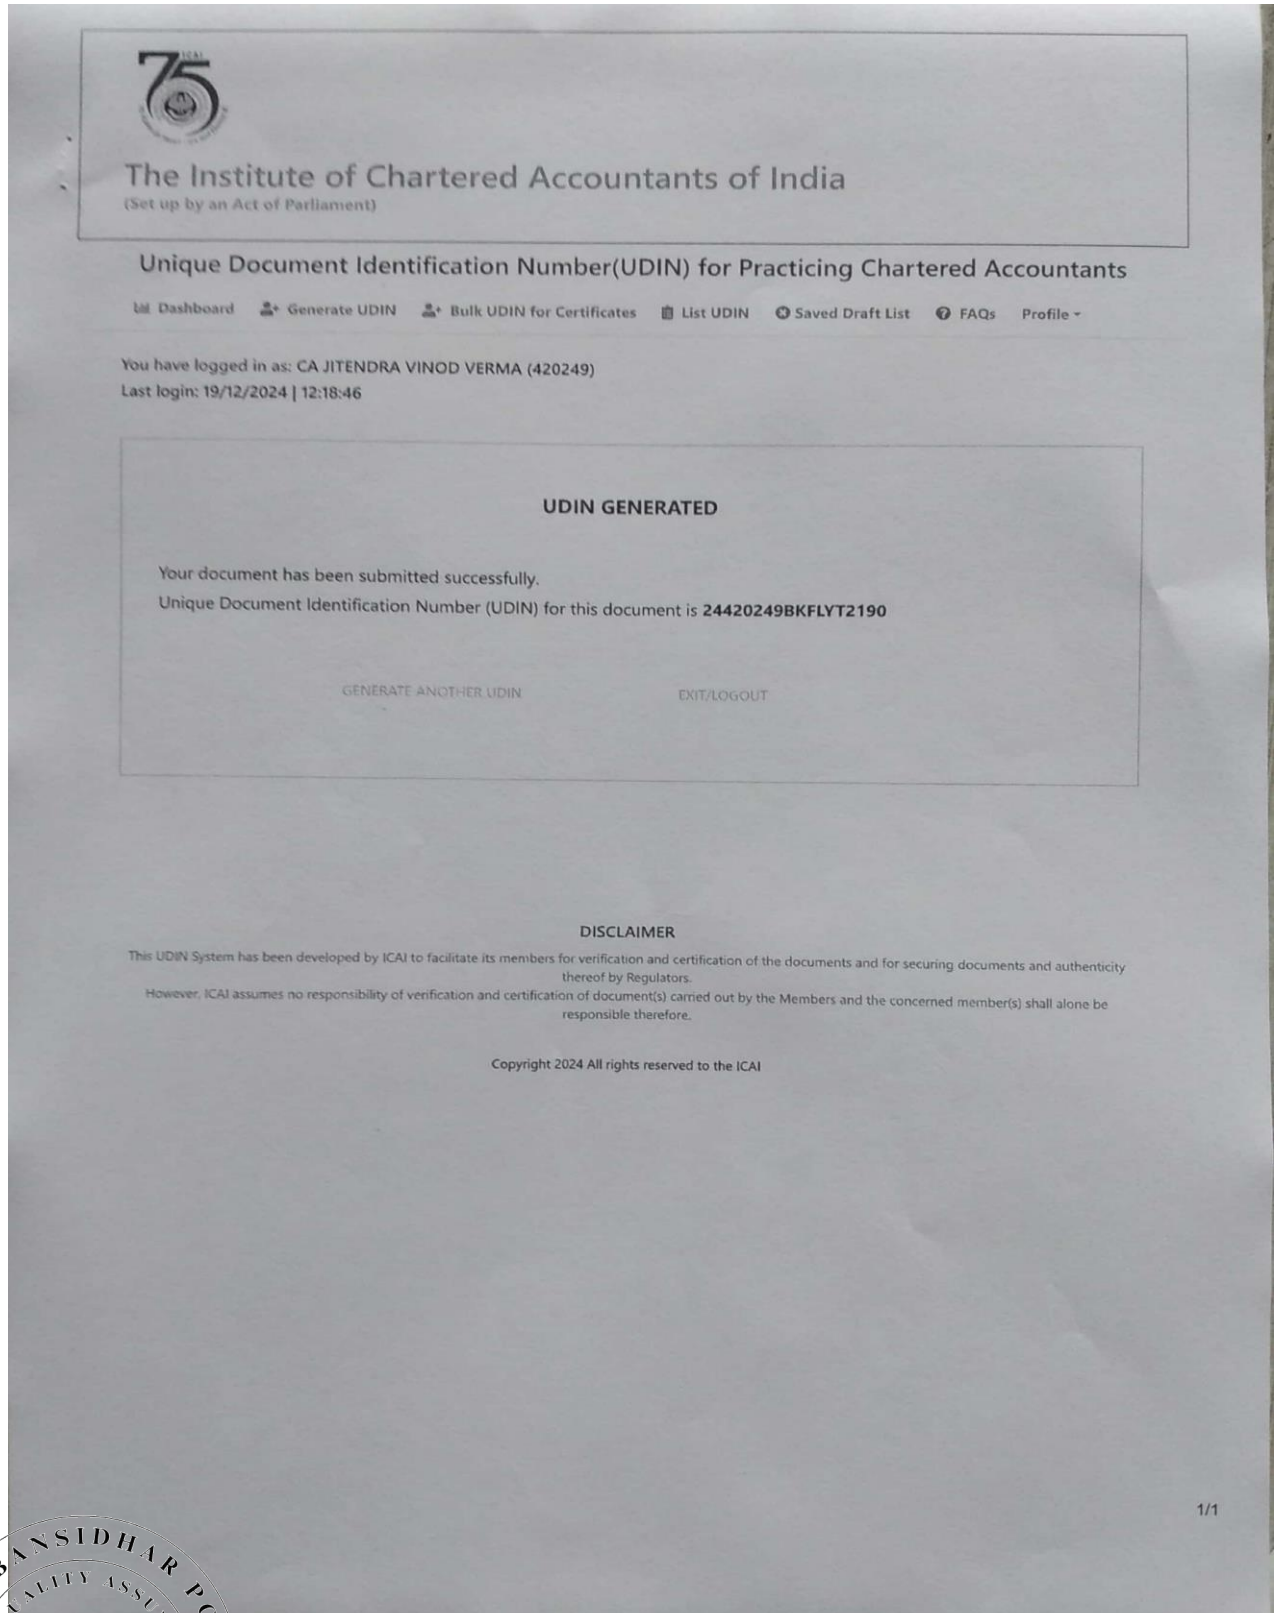 ICAI
75
The Institute of Chartered Accountants of India
(Set up by an Act of Parliament)
Unique Document Identification Number(UDIN) for Practicing Chartered Accountants
Dashboard Generate UDIN Bulk UDIN for Certificates List UDIN Saved Draft List FAQs Profile
You have logged in as: CA JITENDRA VINOD VERMA (420249)
Last login: 19/12/2024 | 12:18:46
UDIN GENERATED
Your document has been submitted successfully.
Unique Document Identification Number (UDIN) for this document is 24420249BKFLYT2190
GENERATE ANOTHER UDIN EXIT/LOGOUT
DISCLAIMER
This UDIN System has been developed by ICAI to facilitate its members for verification and certification of the documents and for securing documents and authenticity
thereof by Regulators.
However, ICAI assumes no responsibility of verification and certification of document(s) carried out by the Members and the concerned member(s) shall alone be
responsible therefore.
Copyright 2024 All rights reserved to the ICAI
1/1
BANSIDHAR